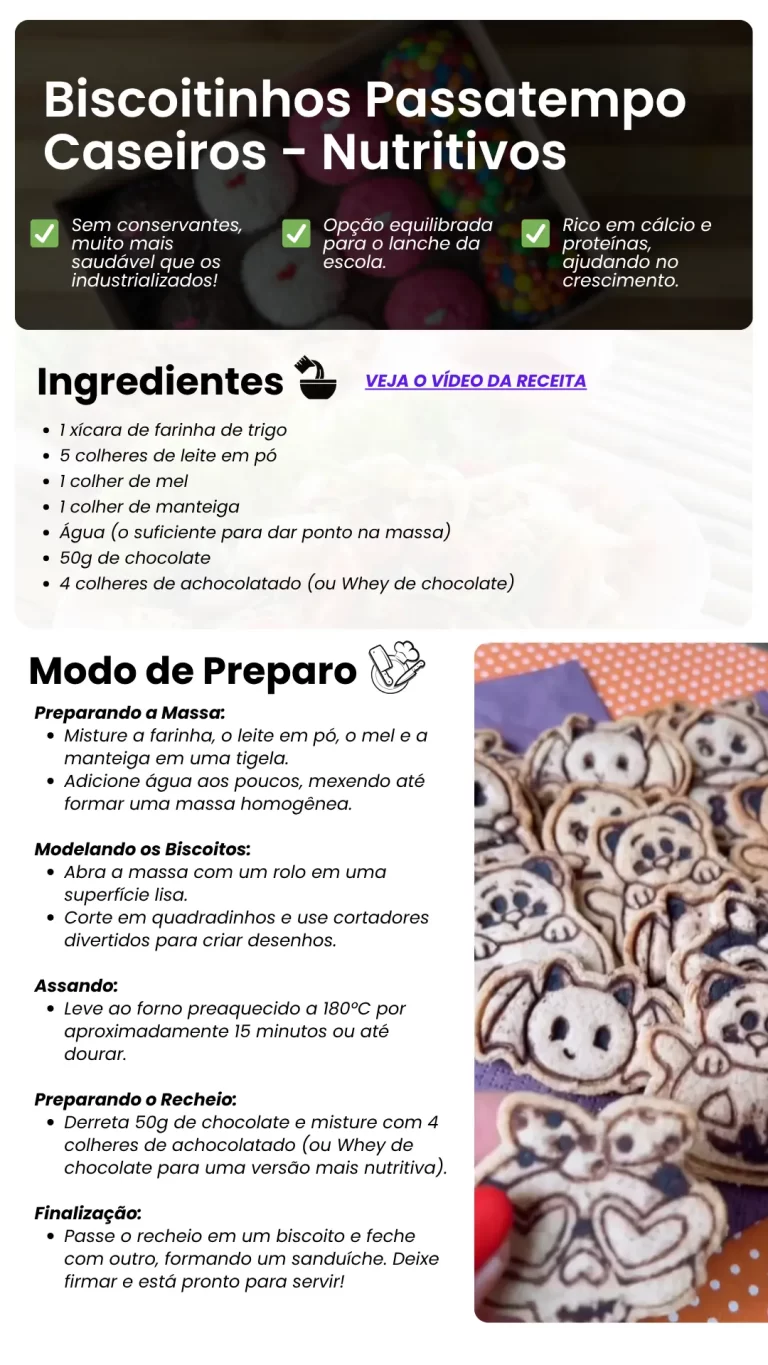 Biscoitinhos Passatempo
Caseiros - Nutritivos
Sem conservantes,
muito mais
saudável que os
industrializados!
Opção equilibrada
para o lanche da
escola.
Rico em cálcio e
proteínas,
ajudando no
crescimento.
Ingredientes
VEJA O VÍDEO DA RECEITA
• 1 xícara de farinha de trigo
• 5 colheres de leite em pó
• 1 colher de mel
• 1 colher de manteiga
• Água (o suficiente para dar ponto na massa)
• 50g de chocolate
• 4 colheres de achocolatado (ou Whey de chocolate)
Modo de Preparo
Preparando a Massa:
• Misture a farinha, o leite em pó, o mel e a
manteiga em uma tigela.
• Adicione água aos poucos, mexendo até
formar uma massa homogênea.
Modelando os Biscoitos:
• Abra a massa com um rolo em uma
superfície lisa.
• Corte em quadradinhos e use cortadores
divertidos para criar desenhos.
Assando:
• Leve ao forno preaquecido a 180°C por
aproximadamente 15 minutos ou até
dourar.
Preparando o Recheio:
• Derreta 50g de chocolate e misture com 4
colheres de achocolatado (ou Whey de
chocolate para uma versão mais nutritiva).
Finalização:
• Passe o recheio em um biscoito e feche
com outro, formando um sanduíche. Deixe
firmar e está pronto para servir!